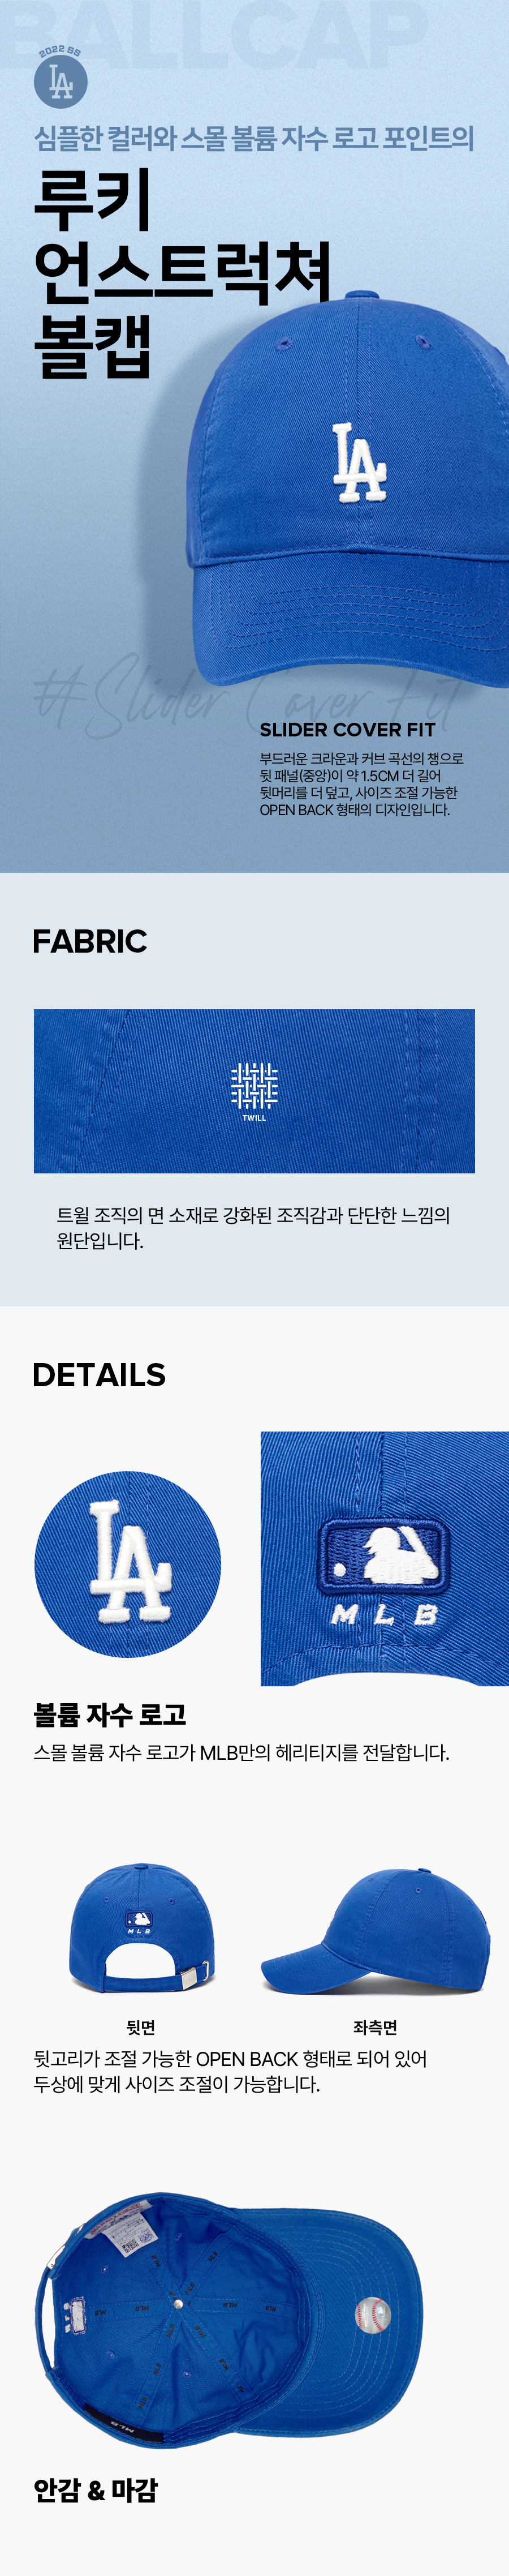 BALLCAP
2022 SS
LA
심플한 컬러와 스몰 볼륨 자수 로고 포인트의
루키
언스트럭쳐
볼캡
LA
#Slider Cover Fit
SLIDER COVER FIT
부드러운 크라운과 커브 곡선의 챙으로
뒷 패널(중앙)이 약 1.5CM 더 길어
뒷머리를 더 덮고, 사이즈 조절 가능한
OPEN BACK 형태의 디자인입니다.
FABRIC
TWILL
트윌 조직의 면 소재로 강화된 조직감과 단단한 느낌의
원단입니다.
DETAILS
LA
MLB
볼륨 자수 로고
스몰 볼륨 자수 로고가 MLB만의 헤리티지를 전달합니다.
MLB
뒷면
좌측면
뒷고리가 조절 가능한 OPEN BACK 형태로 되어 있어
두상에 맞게 사이즈 조절이 가능합니다.
MLB
안감 & 마감